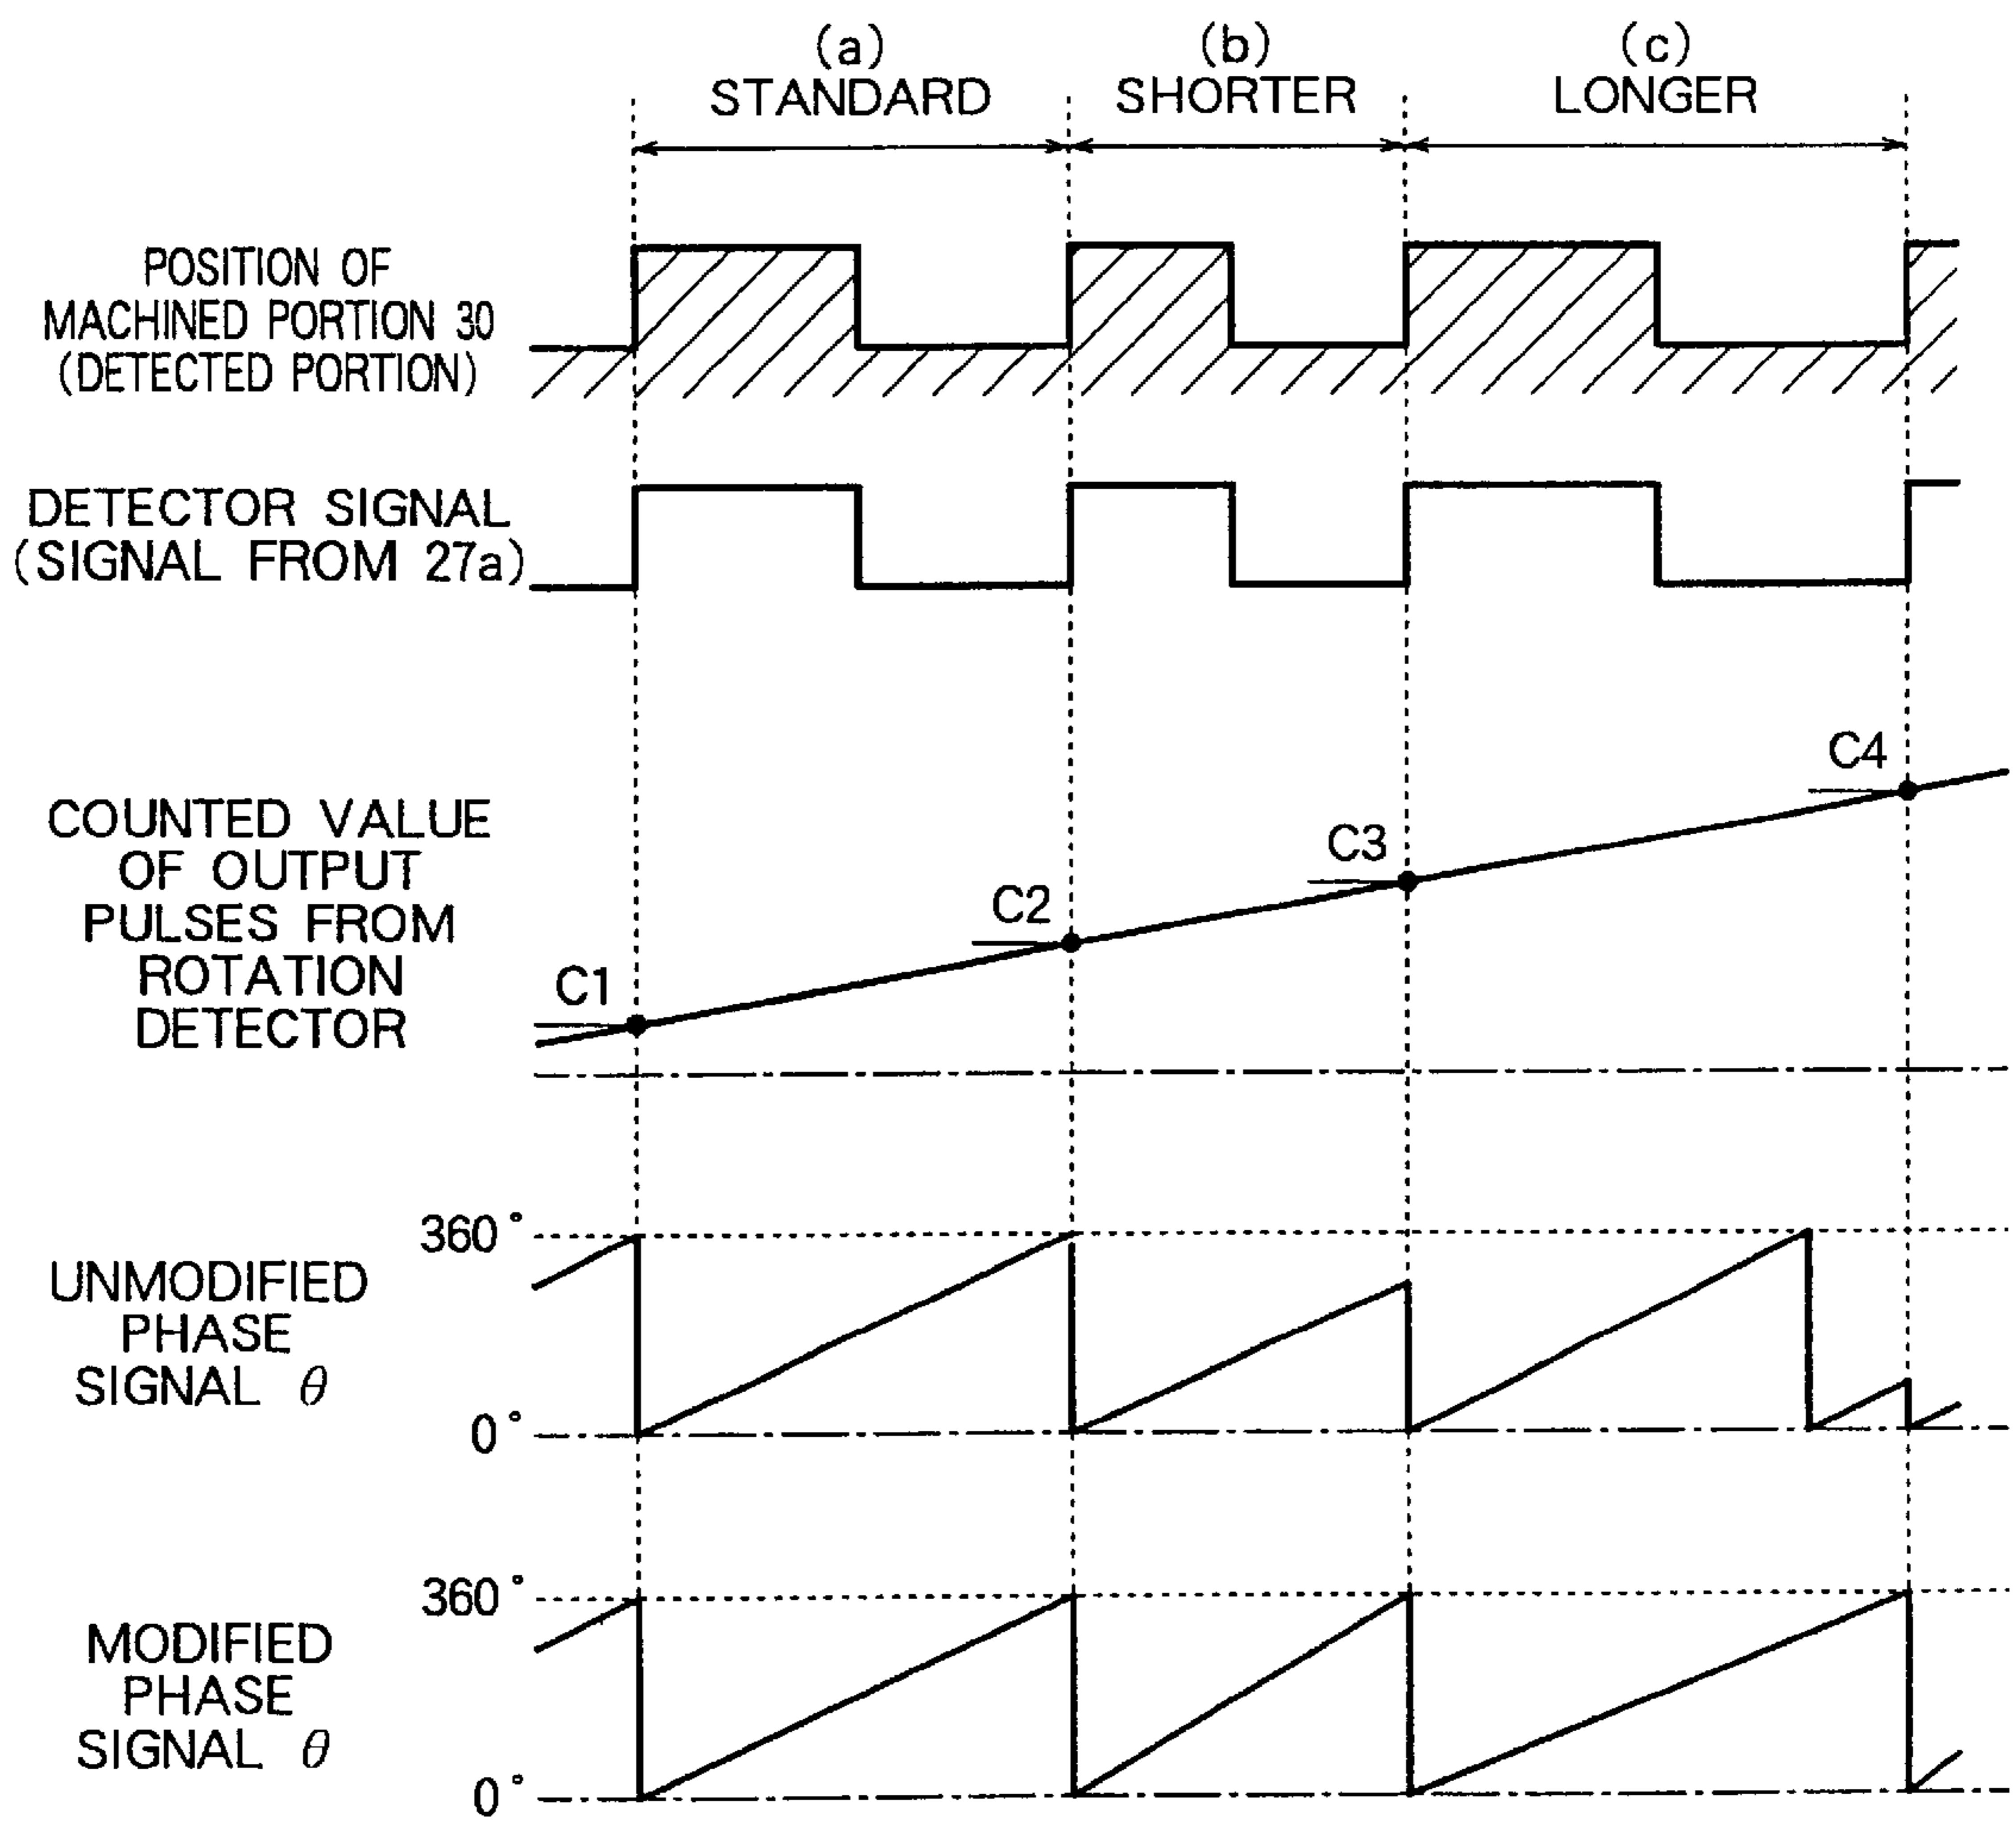 (a)
STANDARD
(b)
SHORTER
(c)
LONGER
POSITION OF
MACHINED PORTION 30
(DETECTED PORTION)
DETECTOR SIGNAL
(SIGNAL FROM 27a)
COUNTED VALUE
OF OUTPUT
PULSES FROM
ROTATION
DETECTOR
C1
C2
C3
C4
UNMODIFIED
PHASE
SIGNAL θ
360°
0°
MODIFIED
PHASE
SIGNAL θ
360°
0°